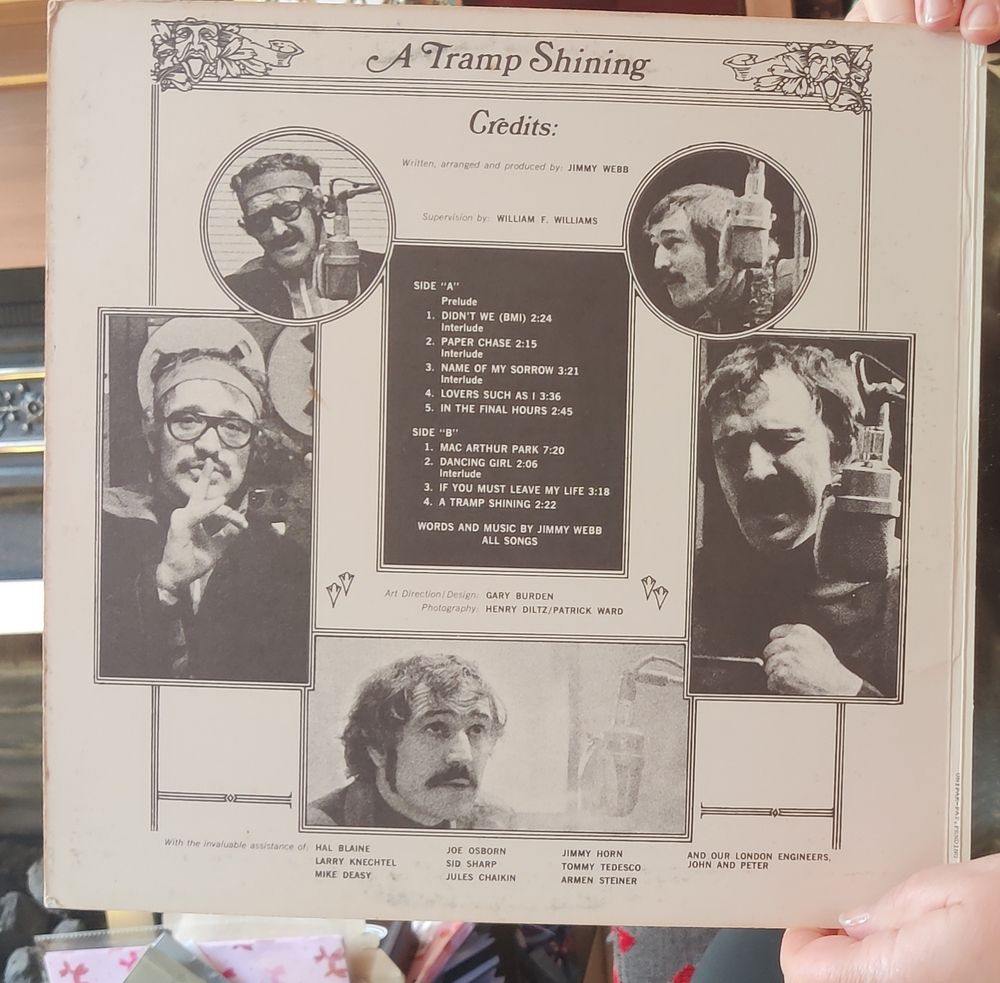 A Tramp Shining
Credits:
Written, arranged and produced by: JIMMY WEBB
Supervision by: WILLIAM F. WILLIAMS
SIDE "A"
Prelude
1. DIDN'T WE (BMI) 2:24
Interlude
2. PAPER CHASE 2:15
Interlude
3. NAME OF MY SORROW 3:21
Interlude
4. LOVERS SUCH AS I 3:36
5. IN THE FINAL HOURS 2:45
SIDE "B"
1. MAC ARTHUR PARK 7:20
2. DANCING GIRL 2:06
Interlude
3. IF YOU MUST LEAVE MY LIFE 3:18
4. A TRAMP SHINING 2:22
WORDS AND MUSIC BY JIMMY WEBB
ALL SONGS
Art Direction/Design: GARY BURDEN
Photography: HENRY DILTZ/PATRICK WARD
With the invaluable assistance of: HAL BLAINE
LARRY KNECHTEL
MIKE DEASY
JOE OSBORN
SID SHARP
JULES CHAIKIN
JIMMY HORN
TOMMY TEDESCO
ARMEN STEINER
AND OUR LONDON ENGINEERS,
JOHN AND PETER
UNIPAK-PAT.PENDING